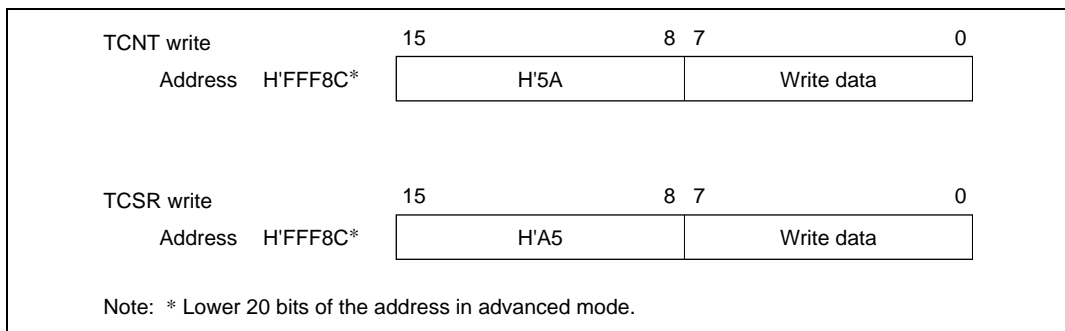 TCNT write 15 8 7 0
Address H'FFF8C* H'5A Write data
TCSR write 15 8 7 0
Address H'FFF8C* H'A5 Write data
Note: * Lower 20 bits of the address in advanced mode.